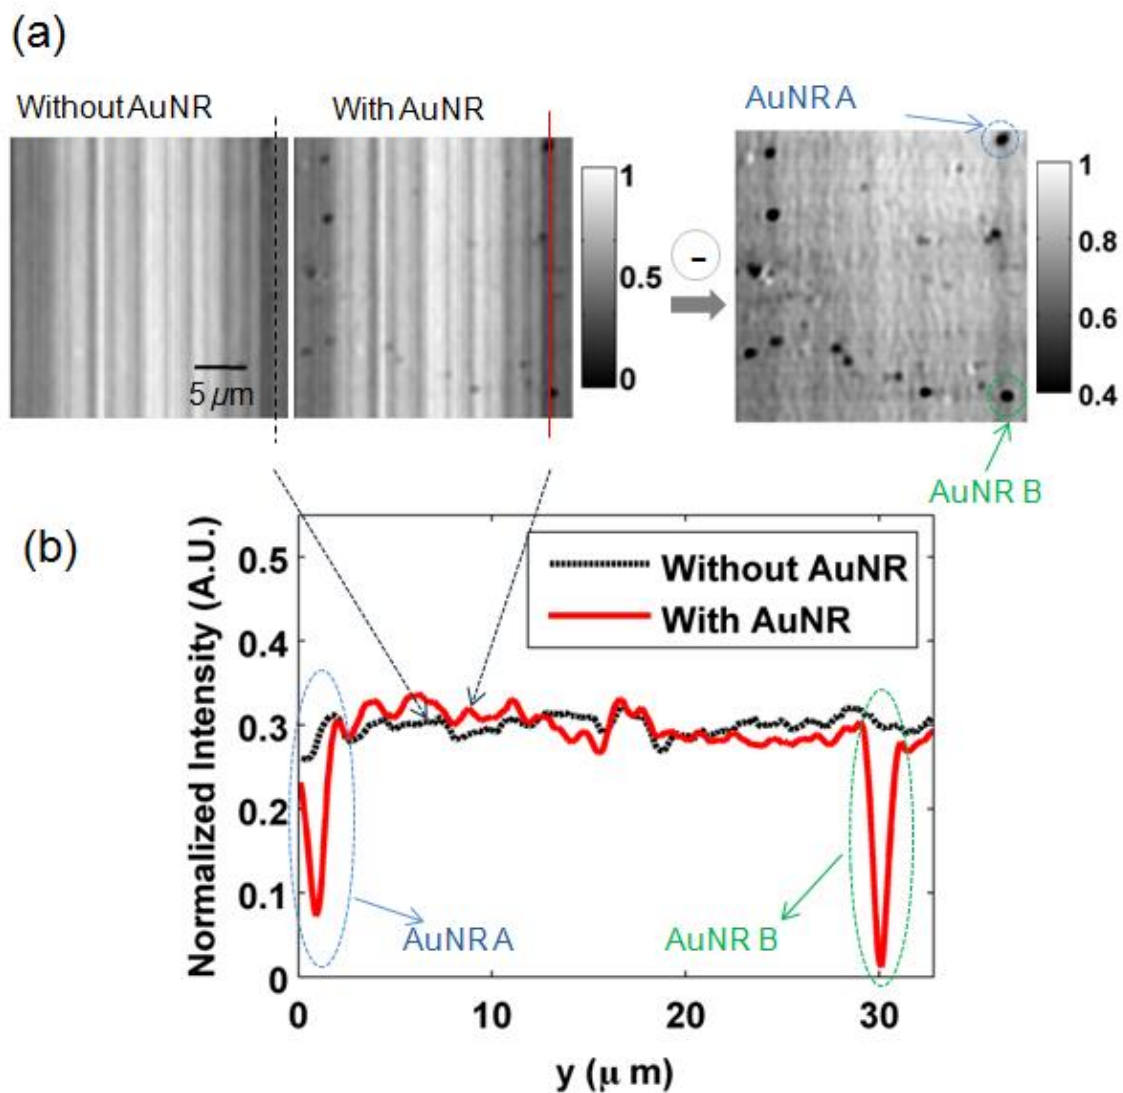 (a)
Without AuNR
With AuNR
AuNR A
1
0.5
0
5 μm
-
1
0.8
0.6
0.4
AuNR B
(b)
Normalized Intensity (A.U.)
0.5
0.4
0.3
0.2
0.1
0
Without AuNR
With AuNR
AuNR A
AuNR B
0
10
20
30
y (μ m)